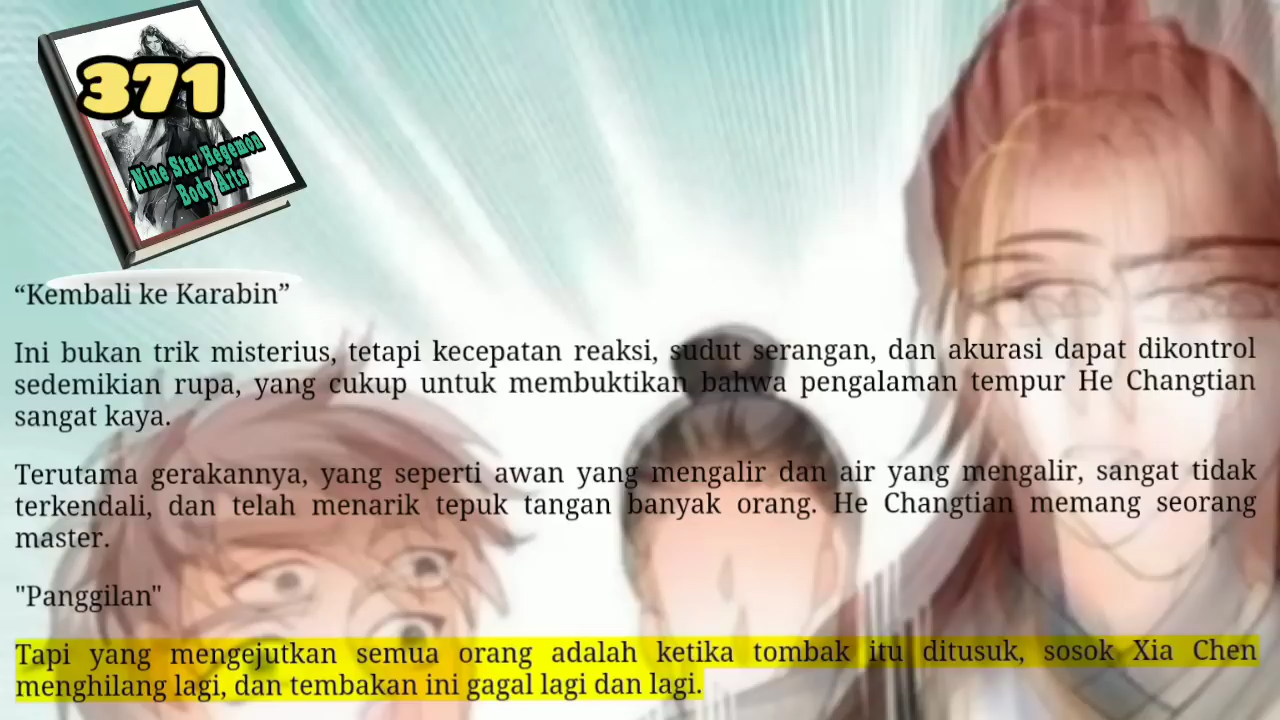 371
Nine Star Hegemon
Body Arts
“Kembali ke Karabin”
Ini bukan trik misterius, tetapi kecepatan reaksi, sudut serangan, dan akurasi dapat dikontrol
sedemikian rupa, yang cukup untuk membuktikan bahwa pengalaman tempur He Changtian
sangat kaya.
Terutama gerakannya, yang seperti awan yang mengalir dan air yang mengalir, sangat tidak
terkendali, dan telah menarik tepuk tangan banyak orang. He Changtian memang seorang
master.
"Panggilan"
Tapi yang mengejutkan semua orang adalah ketika tombak itu ditusuk, sosok Xia Chen
menghilang lagi, dan tembakan ini gagal lagi dan lagi.